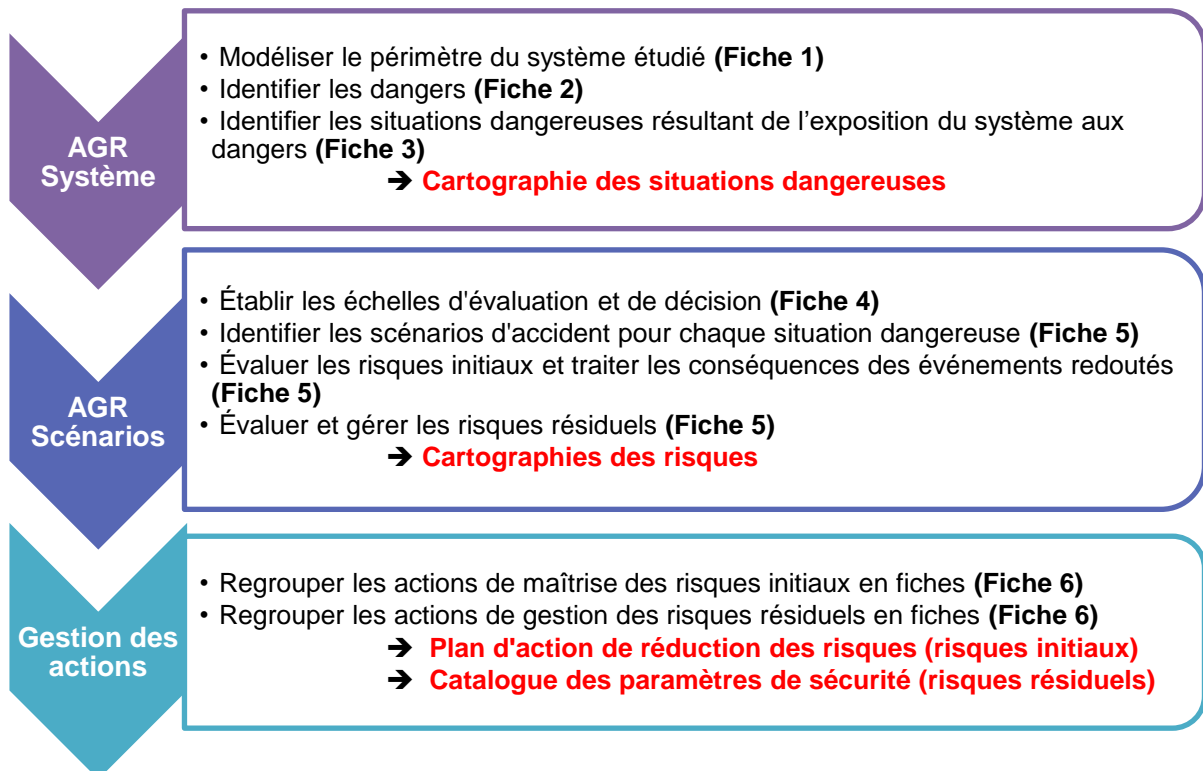 AGR
Système
• Modéliser le périmètre du système étudié (Fiche 1)
• Identifier les dangers (Fiche 2)
• Identifier les situations dangereuses résultant de l’exposition du système aux
dangers (Fiche 3)
➔ Cartographie des situations dangereuses
AGR
Scénarios
• Établir les échelles d'évaluation et de décision (Fiche 4)
• Identifier les scénarios d'accident pour chaque situation dangereuse (Fiche 5)
• Évaluer les risques initiaux et traiter les conséquences des événements redoutés
(Fiche 5)
• Évaluer et gérer les risques résiduels (Fiche 5)
➔ Cartographies des risques
Gestion des
actions
• Regrouper les actions de maîtrise des risques initiaux en fiches (Fiche 6)
• Regrouper les actions de gestion des risques résiduels en fiches (Fiche 6)
➔ Plan d'action de réduction des risques (risques initiaux)
➔ Catalogue des paramètres de sécurité (risques résiduels)